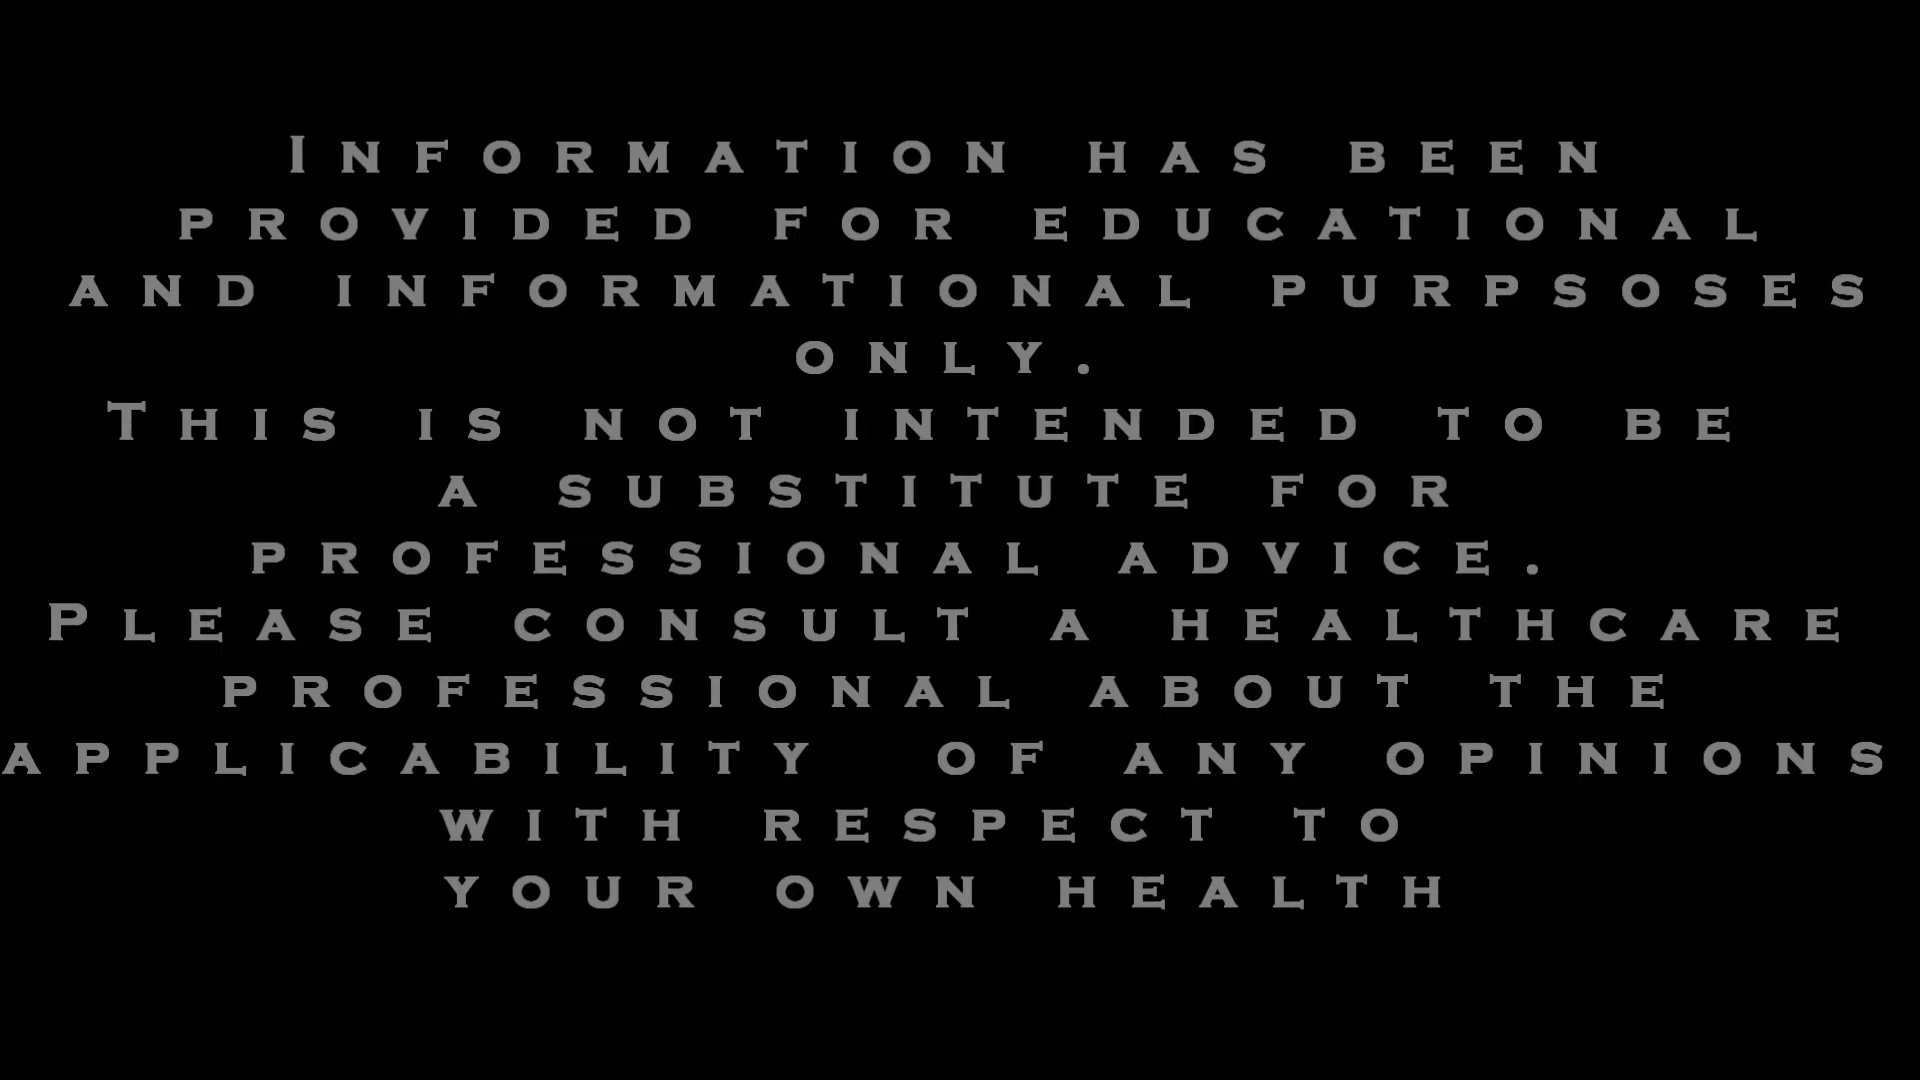 Information has been
provided for educational
and informational purpsoses
only.
This is not intended to be
a substitute for
professional advice.
Please consult a healthcare
professional about the
applicability of any opinions
with respect to
your own health